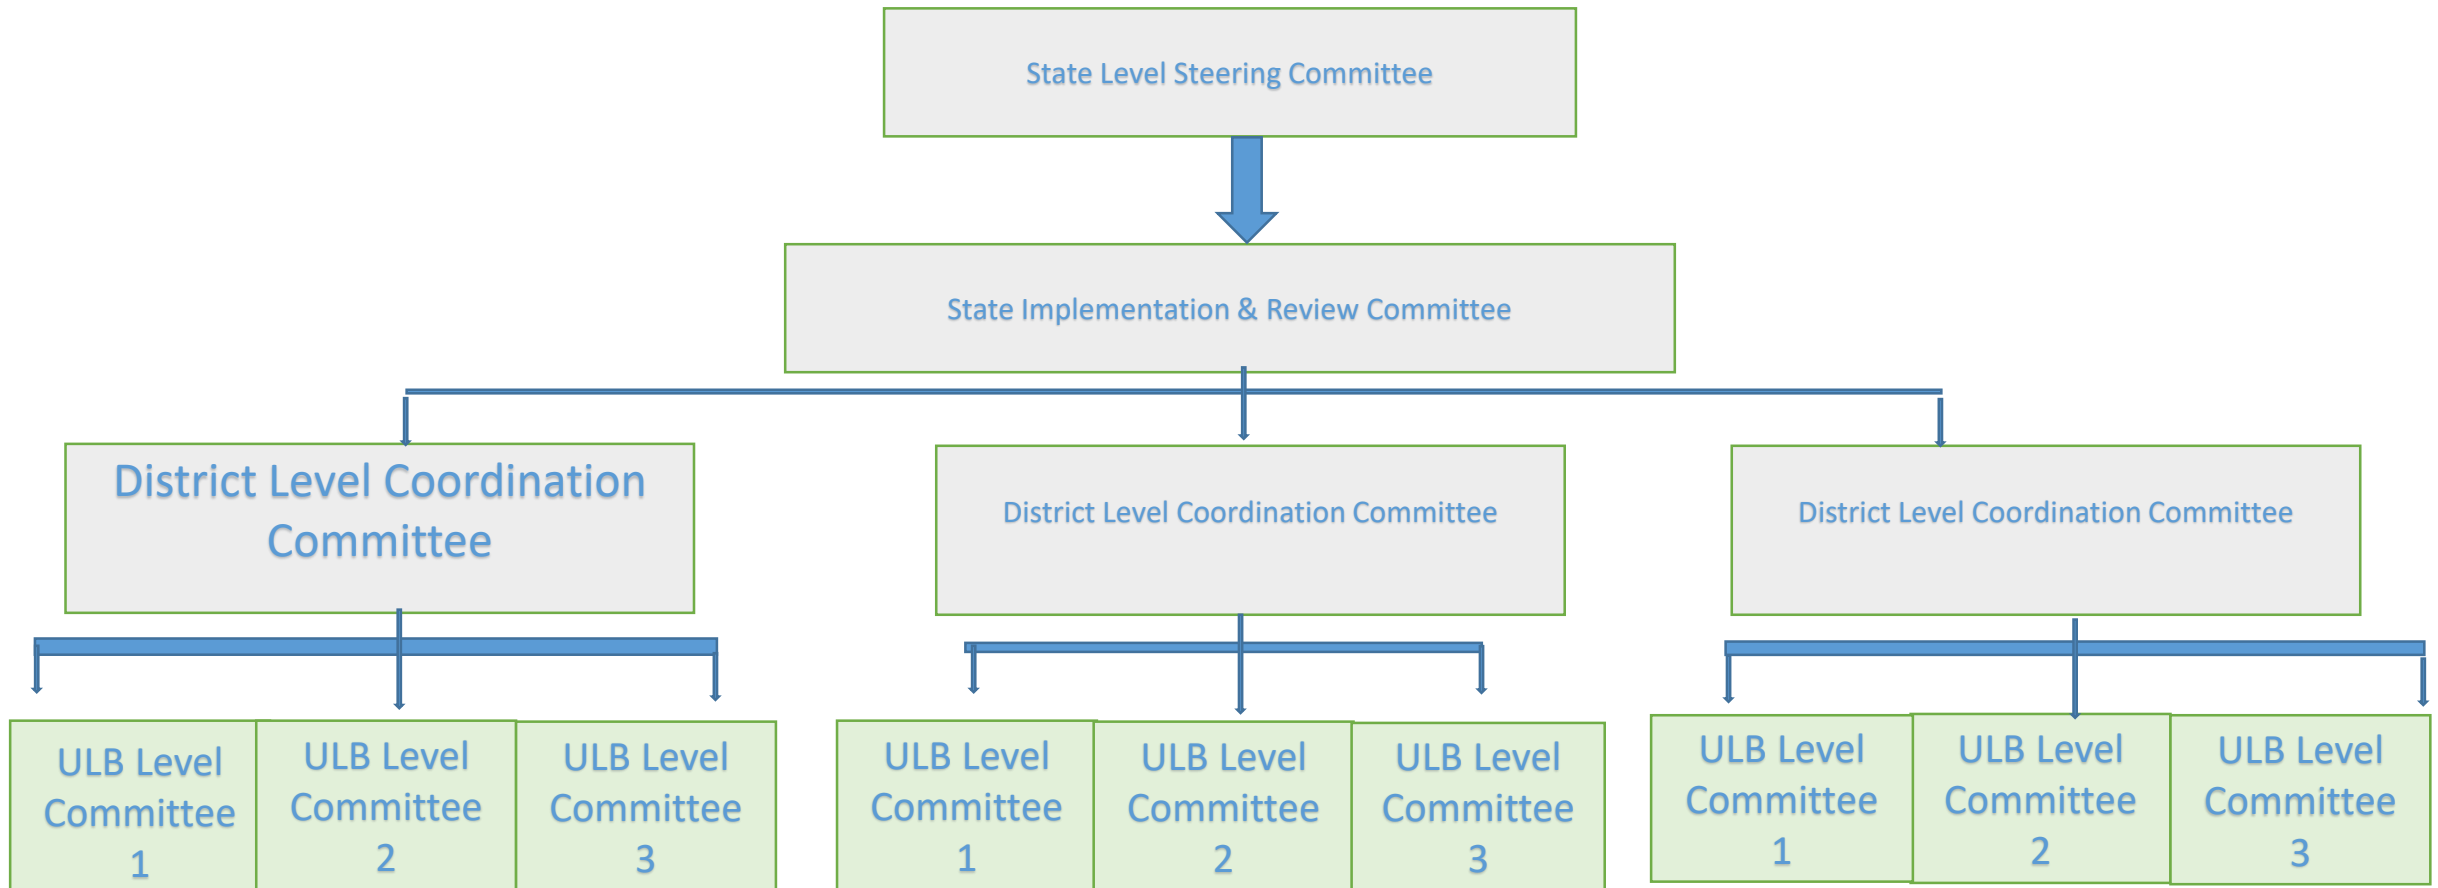 State Level Steering Committee
State Implementation & Review Committee
District Level Coordination
Committee
District Level Coordination Committee
District Level Coordination Committee
ULB Level
Committee
1
ULB Level
Committee
2
ULB Level
Committee
3
ULB Level
Committee
1
ULB Level
Committee
2
ULB Level
Committee
3
ULB Level
Committee
1
ULB Level
Committee
2
ULB Level
Committee
3